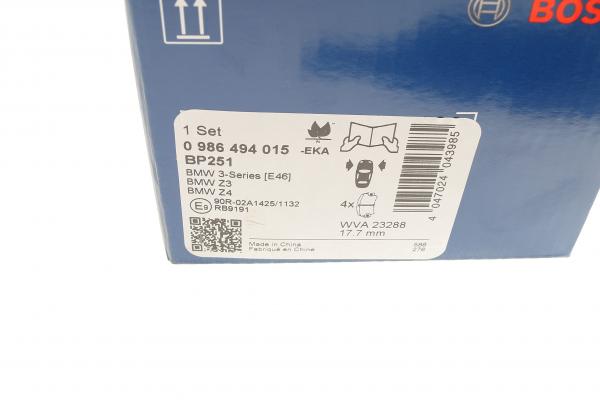 BOS
1 Set
0 986 494 015 -EKA
BP251
BMW 3-Series [E46]
BMW Z3
BMW Z4
E9 90R-02A1425/1132
RB9191
4x
WVA 23288
17.7 mm
Made in China
Fabriqué en Chine
588
276
4 047024 043985